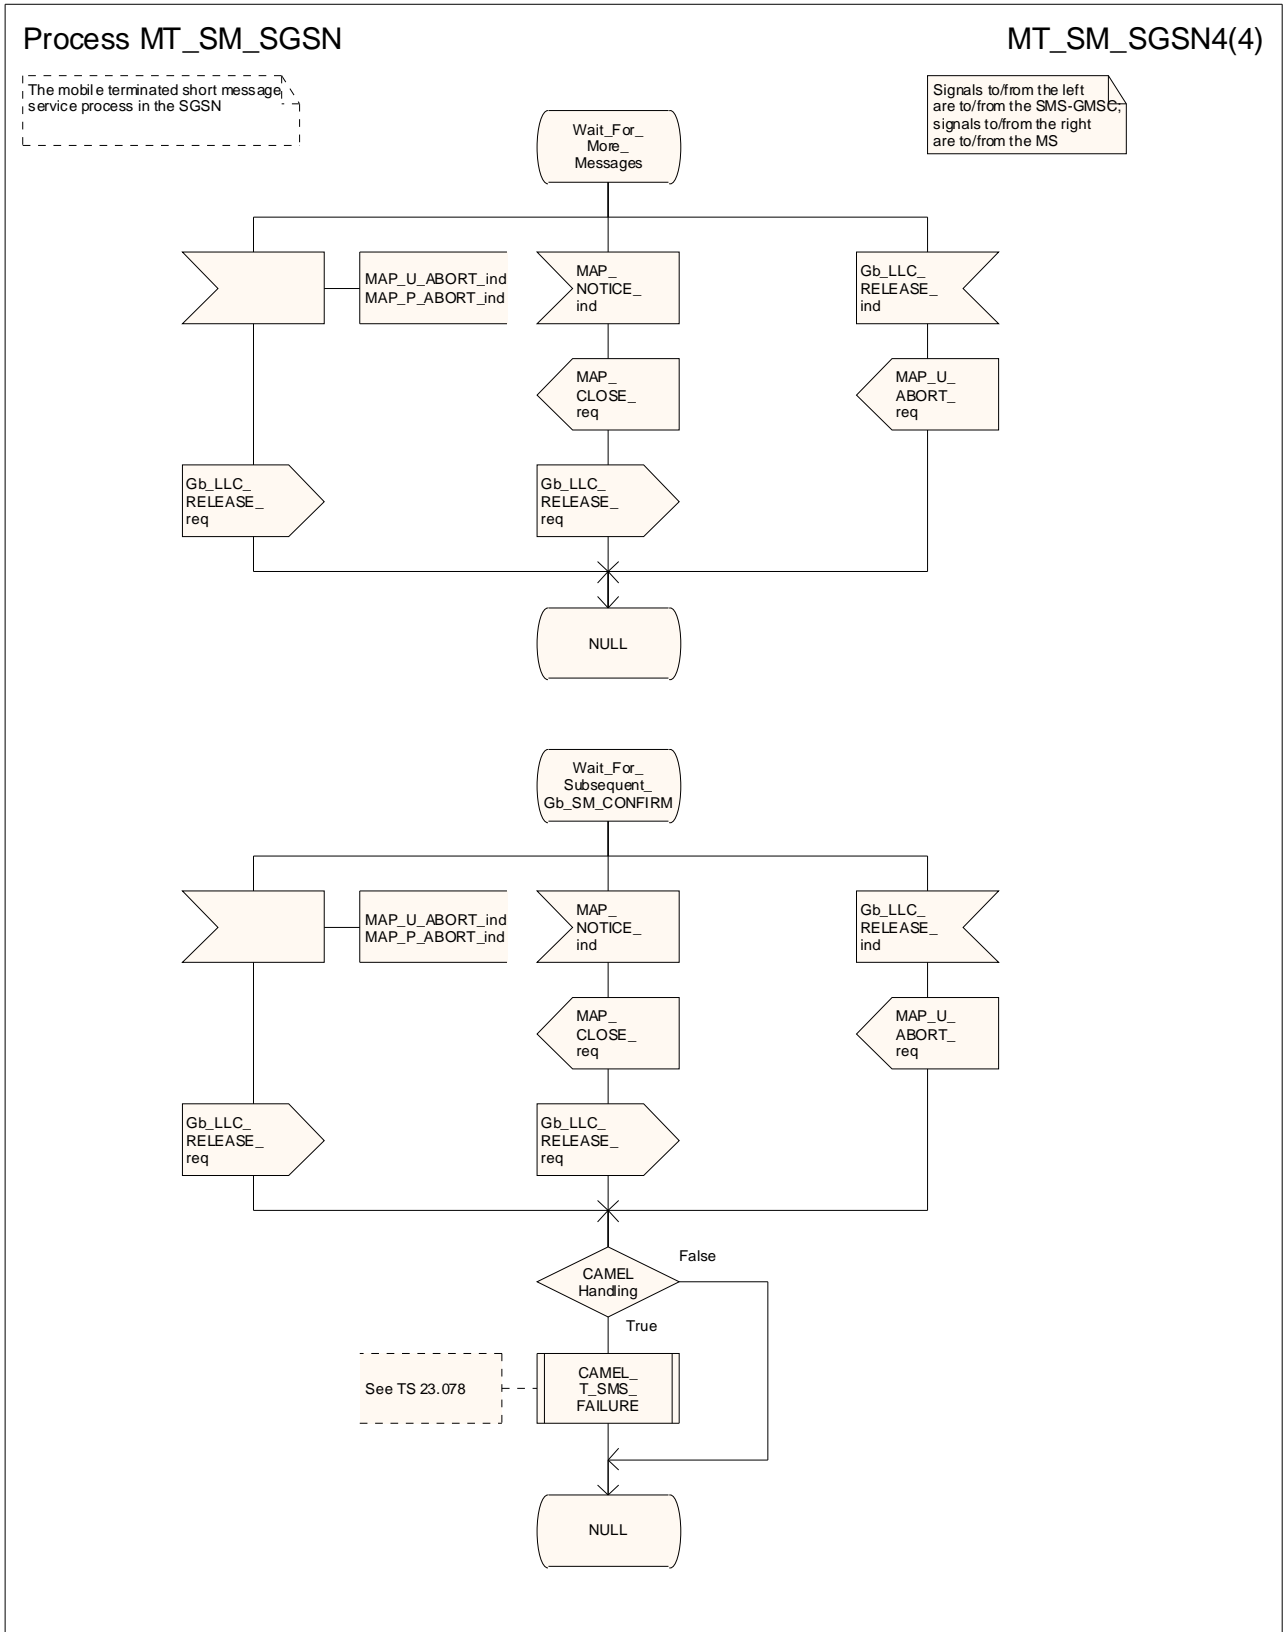 Process MT_SM_SGSN
MT_SM_SGSN4(4)
The mobile terminated short message
service process in the SGSN
Signals to/from the left
are to/from the SMS-GMSC;
signals to/from the right
are to/from the MS
Wait_For_
More_
Messages
MAP_U_ABORT_ind
MAP_P_ABORT_ind
MAP_
NOTICE_
ind
Gb_LLC_
RELEASE_
ind
MAP_
CLOSE_
req
MAP_U_
ABORT_
req
Gb_LLC_
RELEASE_
req
Gb_LLC_
RELEASE_
req
NULL
Wait_For_
Subsequent_
Gb_SM_CONFIRM
MAP_U_ABORT_ind
MAP_P_ABORT_ind
MAP_
NOTICE_
ind
Gb_LLC_
RELEASE_
ind
MAP_
CLOSE_
req
MAP_U_
ABORT_
req
Gb_LLC_
RELEASE_
req
Gb_LLC_
RELEASE_
req
False
CAMEL
Handling
True
See TS 23.078
CAMEL_
T_SMS_
FAILURE
NULL